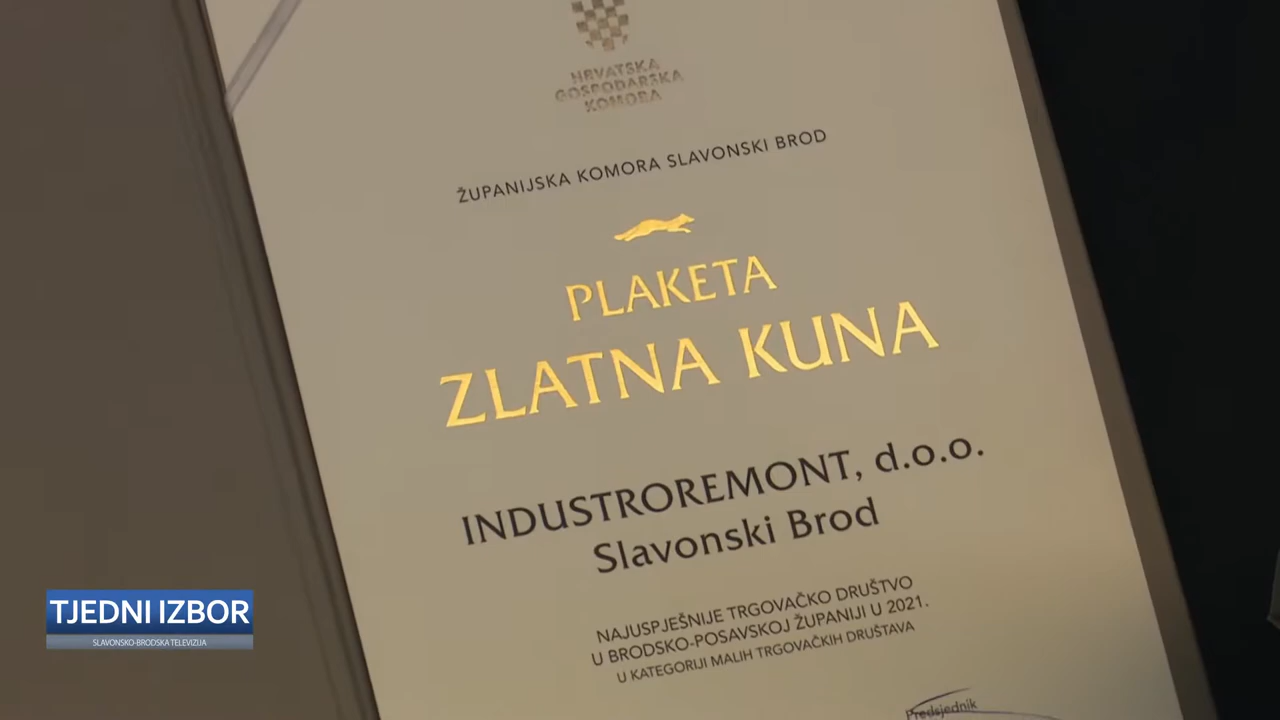 HRVATSKA
GOSPODARSKA
KOMORA
ŽUPANIJSKA KOMORA SLAVONSKI BROD
PLAKETA
ZLATNA KUNA
INDUSTROREMONT, d.o.o.
Slavonski Brod
NAJUSPJEŠNIJE TRGOVAČKO DRUŠTVO
U BRODSKO-POSAVSKOJ ŽUPANIJI U 2021.
U KATEGORIJI MALIH TRGOVAČKIH DRUŠTAVA
Predsjednik
TJEDNI IZBOR
SLAVONSKO-BRODSKA TELEVIZIJA